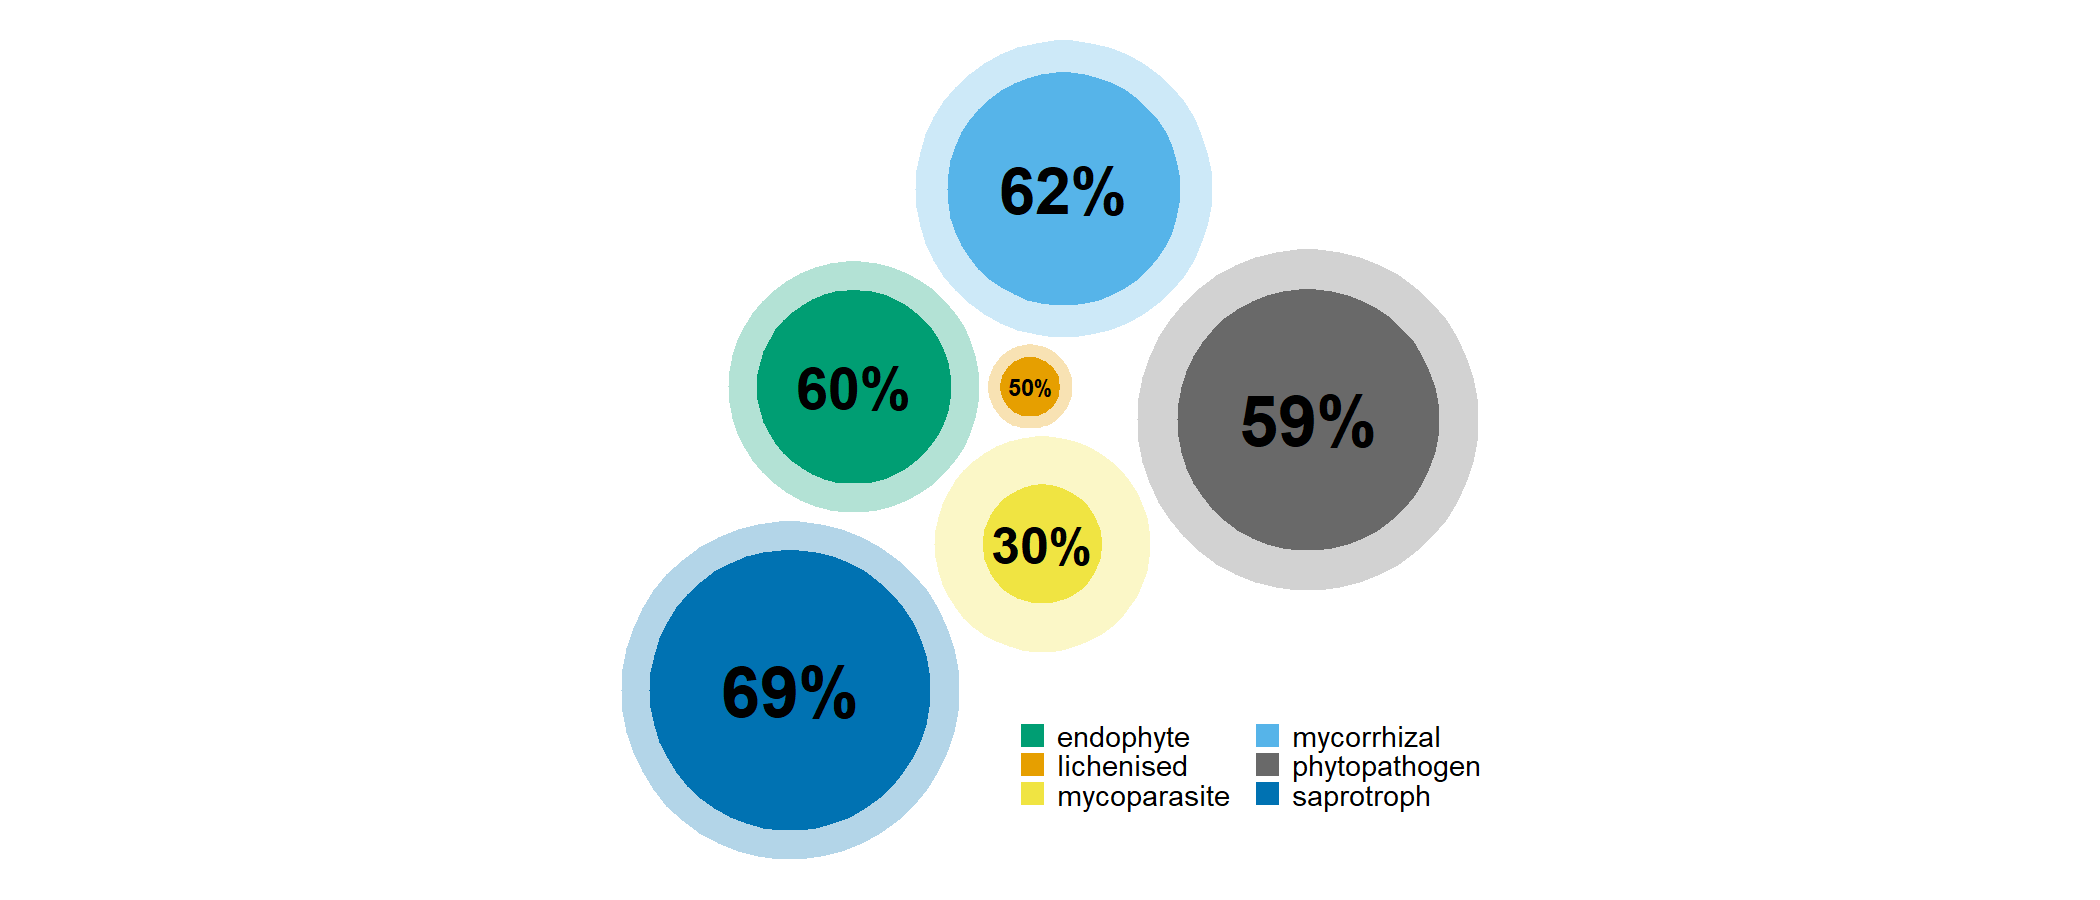 62%
60%
50%
59%
30%
69%
endophyte
lichenised
mycoparasite
mycorrhizal
phytopathogen
saprotroph